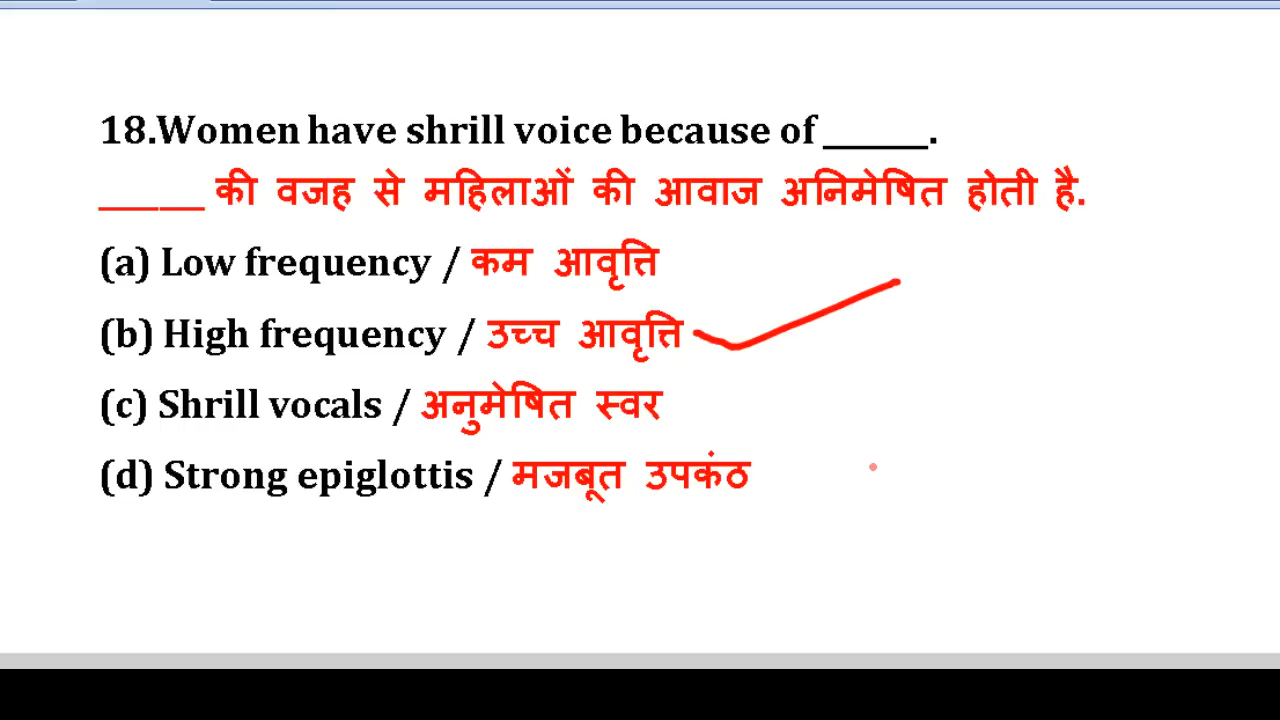 18.Women have shrill voice because of ______.
______ की वजह से महिलाओं की आवाज अनिमेषित होती है.
(a) Low frequency / कम आवृत्ति
(b) High frequency / उच्च आवृत्ति
(c) Shrill vocals / अनुमेषित स्वर
(d) Strong epiglottis / मजबूत उपकंठ